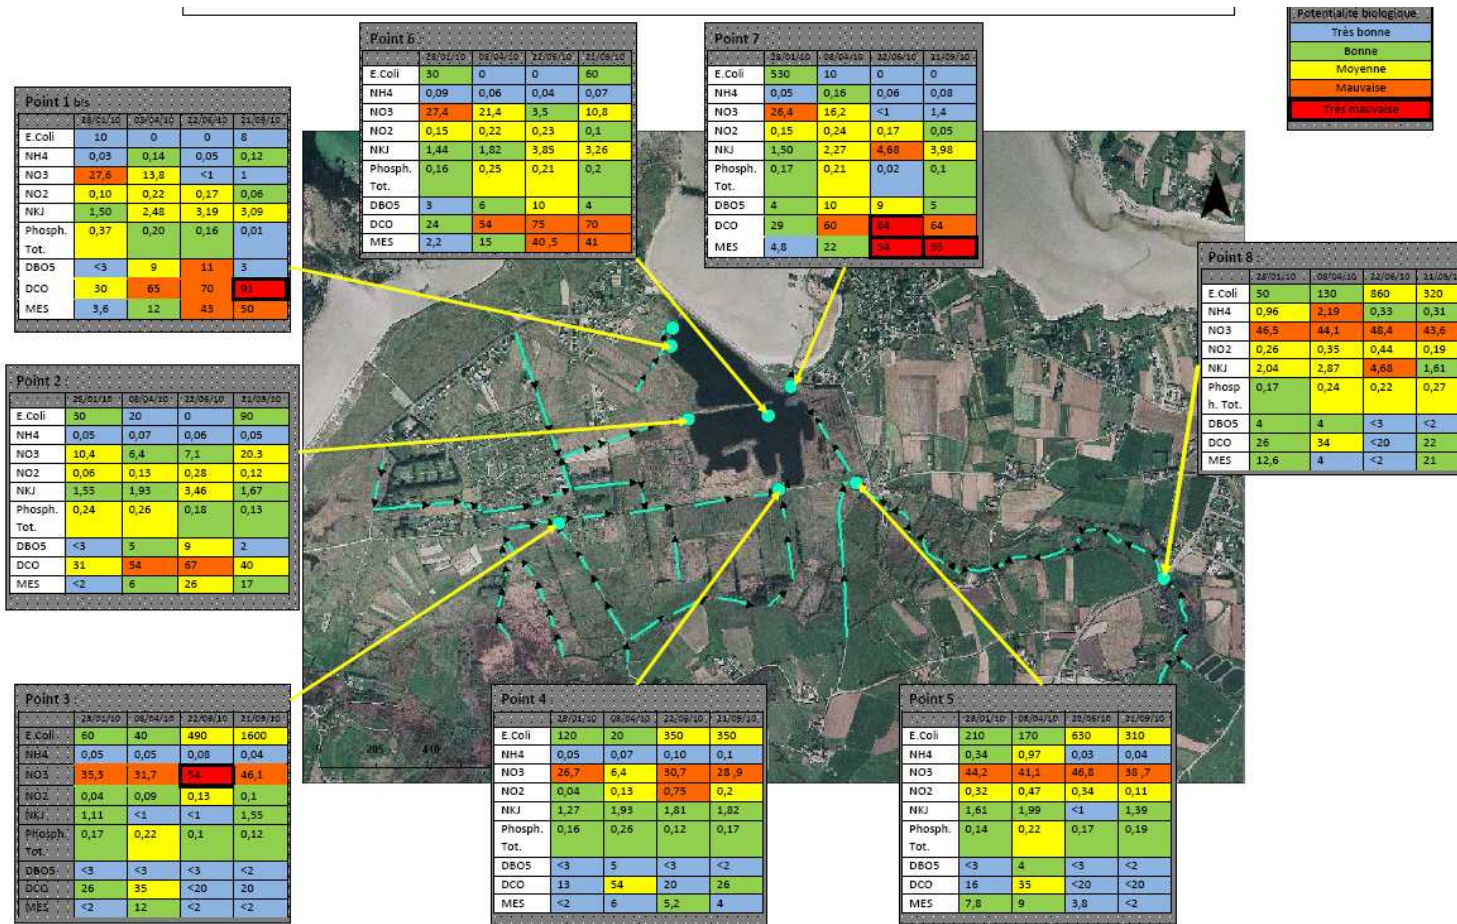 Potentialité biologique
Très bonne
Bonne
Moyenne
Mauvaise
Très mauvaise
Point 6 :
28/01/10 08/04/10 22/06/10 21/09/10
E.Coli 30 0 0 60
NH4 0,09 0,06 0,04 0,07
NO3 27,4 21,4 3,5 10,8
NO2 0,15 0,22 0,23 0,1
NKJ 1,44 1,82 3,85 3,26
Phosph. Tot. 0,16 0,25 0,21 0,2
DBO5 3 6 10 4
DCO 24 54 75 70
MES 2,2 15 40 ,5 41
Point 7
28/01/10 08/04/10 22/06/10 21/09/10
E.Coli 530 10 0 0
NH4 0,05 0,16 0,06 0,08
NO3 26,4 16,2 <1 1,4
NO2 0,15 0,24 0,17 0,05
NKJ 1,50 2,27 4,68 3,98
Phosph. Tot. 0,17 0,21 0,02 0,1
DBO5 4 10 9 5
DCO 29 60 84 64
MES 4,8 22 54 65
Point 1 bis
28/01/10 08/04/10 22/06/10 21/09/10
E.Coli 10 0 0 8
NH4 0,03 0,14 0,05 0,12
NO3 27,6 13,8 <1 1
NO2 0,10 0,22 0,17 0,06
NKJ 1,50 2,48 3,19 3,09
Phosph. Tot. 0,37 0,20 0,16 0,01
DBO5 <3 9 11 3
DCO 30 65 70 91
MES 3,6 12 43 50
Point 8 :
28/01/10 08/04/10 22/06/10
E.Coli 50 130 860 320
NH4 0,96 2,19 0,33 0,31
NO3 46,5 44,1 48,4 43,6
NO2 0,26 0,35 0,44 0,19
NKJ 2,04 2,87 4,68 1,61
Phosp h. Tot. 0,17 0,24 0,22 0,27
DBO5 4 4 <3 <2
DCO 26 34 <20 22
MES 12,6 4 <2 21
Point 2 :
28/01/10 08/04/10 22/06/10 21/09/10
E.Coli 30 20 0 90
NH4 0,05 0,07 0,06 0,05
NO3 10,4 6,4 7,1 20.3
NO2 0,06 0,13 0,28 0,12
NKJ 1,55 1,93 3,46 1,67
Phosph. Tot. 0,24 0,26 0,18 0,13
DBO5 <3 5 9 2
DCO 31 54 67 40
MES <2 6 26 17
Point 3 :
28/01/10 08/04/10 22/06/10 21/09/10
E.Coli 60 40 490 1600
NH4 0,05 0,05 0,08 0,04
NO3 35,3 31,7 54 46,1
NO2 0,04 0,09 0,13 0,1
NKJ 1,11 <1 <1 1,55
Phosph. Tot. 0,17 0,22 0,1 0,12
DBO5 <3 <3 <3 <2
DCO 26 35 <20 20
MES <2 12 <2 <2
0 205 410
Point 4
28/01/10 08/04/10 22/06/10 21/09/10
E.Coli 120 20 350 350
NH4 0,05 0,07 0,10 0,1
NO3 26,7 6,4 30,7 28 ,9
NO2 0,04 0,13 0,75 0,2
NKJ 1,27 1,93 1,81 1,82
Phosph. Tot. 0,16 0,26 0,12 0,17
DBO5 <3 5 <3 <2
DCO 13 54 20 26
MES <2 6 5,2 4
Point 5
28/01/10 08/04/10 22/06/10 21/09/10
E.Coli 210 170 630 310
NH4 0,34 0,97 0,03 0,04
NO3 44,2 41,1 46,8 38 ,7
NO2 0,32 0,47 0,34 0,11
NKJ 1,61 1,99 <1 1,39
Phosph. Tot. 0,14 0,22 0,17 0,19
DBO5 <3 4 <3 <2
DCO 16 35 <20 <20
MES 7,8 9 3,8 <2